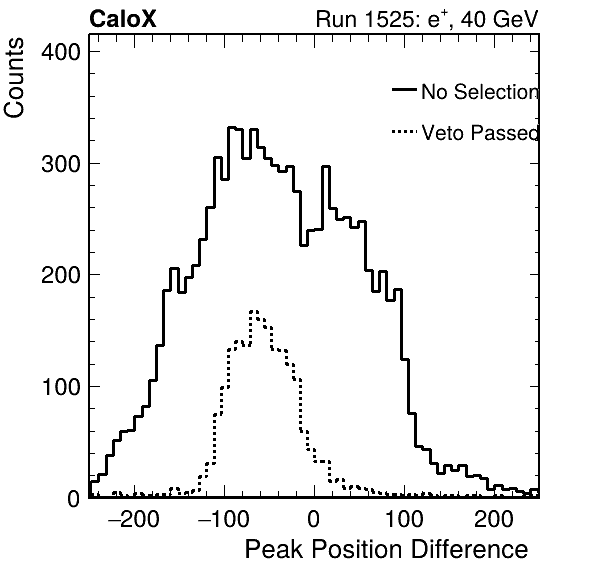 CaloX Run 1525: e+, 40 GeV
Counts
400
300
200
100
0
No Selection
Veto Passed
−200 −100 0 100 200
Peak Position Difference